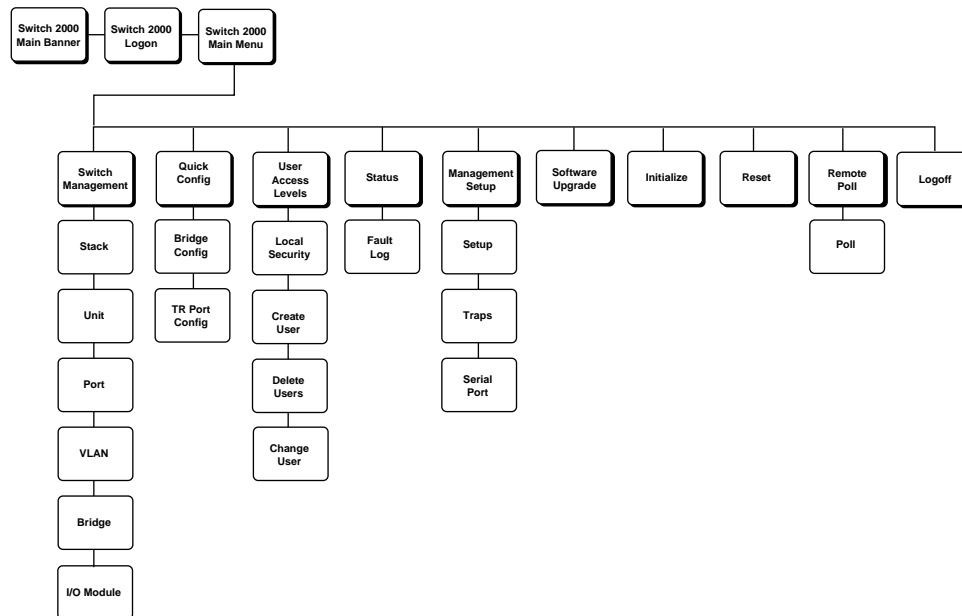 Switch 2000
Main Banner
Switch 2000
Logon
Switch 2000
Main Menu
Switch
Management
Quick
Config
User
Access
Levels
Status
Management
Setup
Software
Upgrade
Initialize
Reset
Remote
Poll
Logoff
Stack
Bridge
Config
Local
Security
Fault
Log
Setup
Poll
Unit
TR Port
Config
Create
User
Traps
Port
Delete
Users
Serial
Port
VLAN
Change
User
Bridge
I/O Module